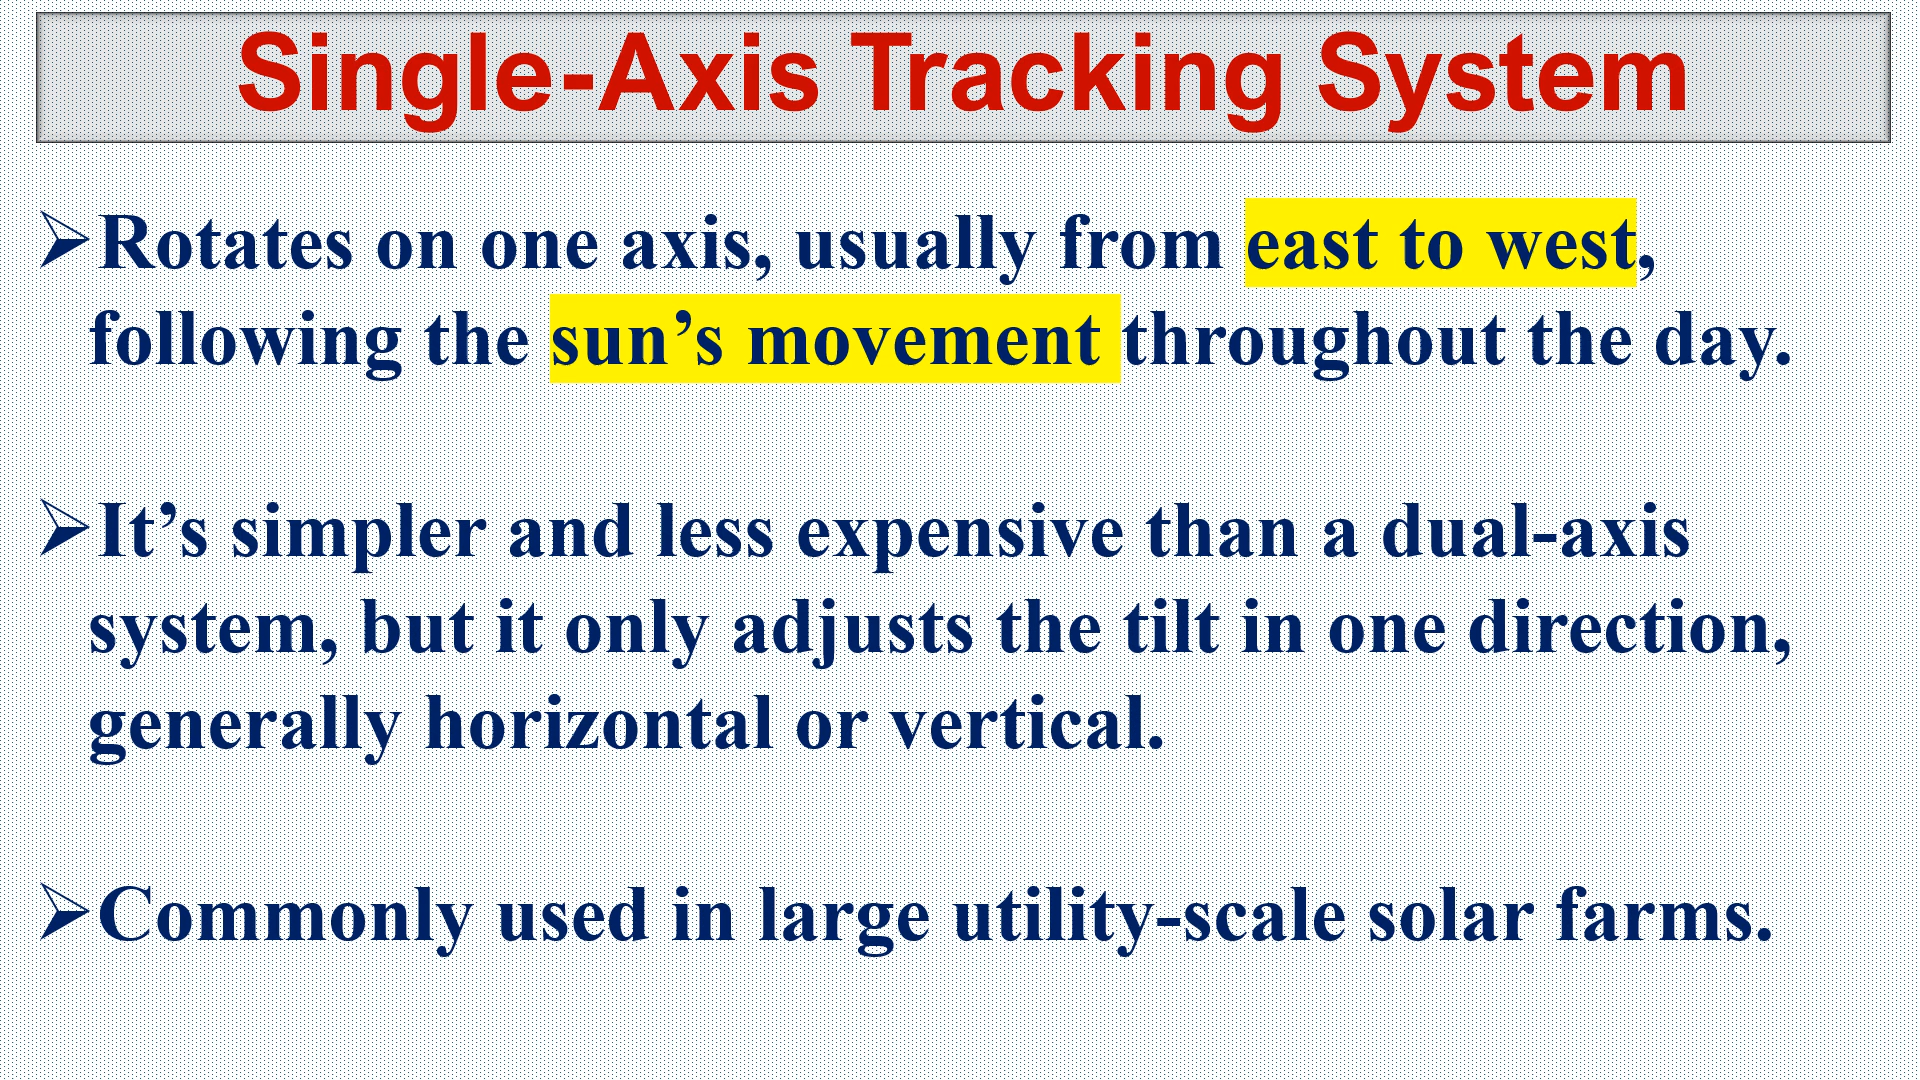 Single-Axis Tracking System
➢Rotates on one axis, usually from east to west,
following the sun’s movement throughout the day.
➢It’s simpler and less expensive than a dual-axis
system, but it only adjusts the tilt in one direction,
generally horizontal or vertical.
➢Commonly used in large utility-scale solar farms.